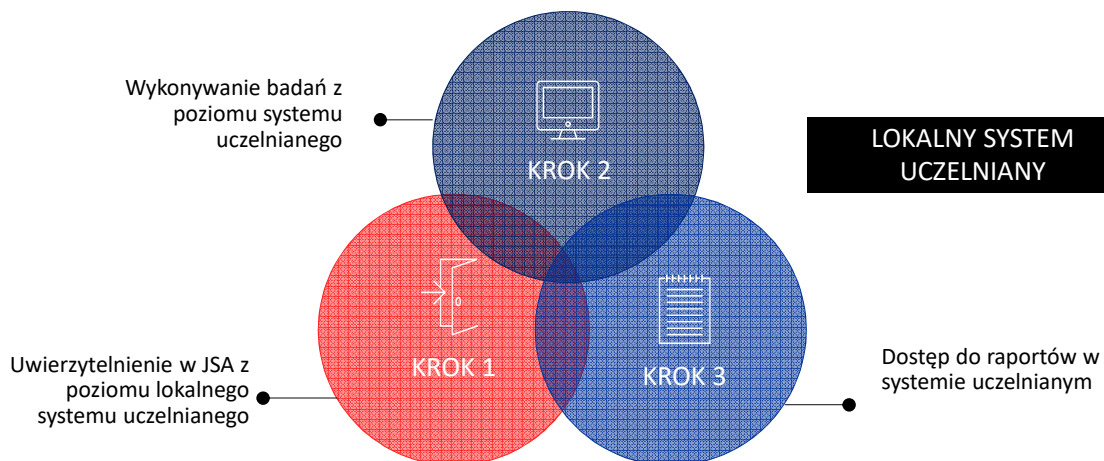 Wykonywanie badań z
poziomu systemu
uczelnianego
KROK 2
LOKALNY SYSTEM
UCZELNIANY
Uwierzytelnienie w JSA z
poziomu lokalnego
systemu uczelnianego
KROK 1
KROK 3
Dostęp do raportów w
systemie uczelnianym